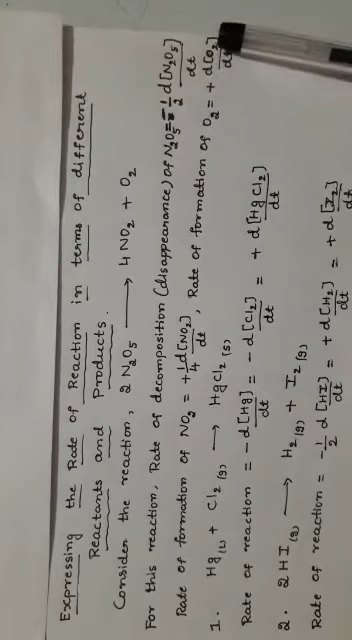 Expressing the Rate of Reaction in terms of different
Reactants and Products.
Consider the reaction, 2 N₂O₅ ⟶ 4 NO₂ + O₂
For this reaction, Rate of decomposition (disappearance) of N₂O₅ = -1/2 d[N₂O₅]/dt
Rate of formation of NO₂ = +1/4 d[NO₂]/dt, Rate of formation of O₂ = + d[O₂]/dt
1. Hg(l) + Cl₂(g) ⟶ HgCl₂(s)
Rate of reaction = -d[Hg]/dt = -d[Cl₂]/dt = + d[HgCl₂]/dt
2. 2HI(g) ⟶ H₂(g) + I₂(g)
Rate of reaction = -1/2 d[HI]/dt = +d[H₂]/dt = +d[I₂]/dt